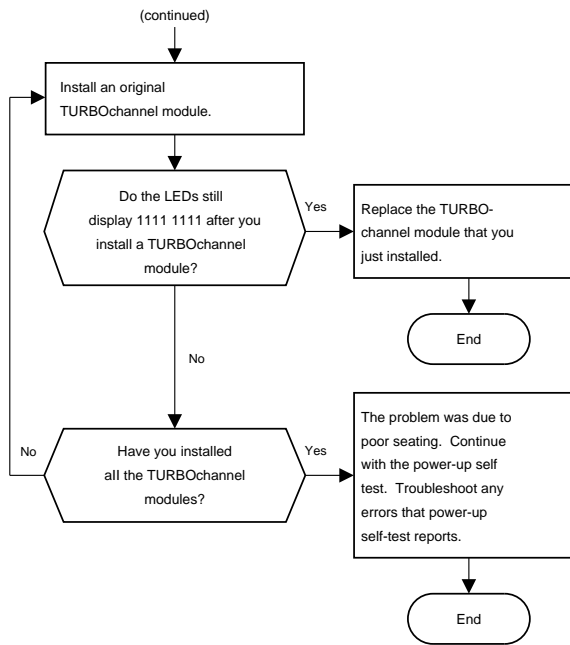 (continued)
Install an original
TURBOchannel module.
Do the LEDs still
display 1111 1111 after you
install a TURBOchannel
module?
Yes
Replace the TURBO-
channel module that you
just installed.
End
No
Have you installed
all the TURBOchannel
modules?
No
Yes
The problem was due to
poor seating. Continue
with the power-up self
test. Troubleshoot any
errors that power-up
self-test reports.
End